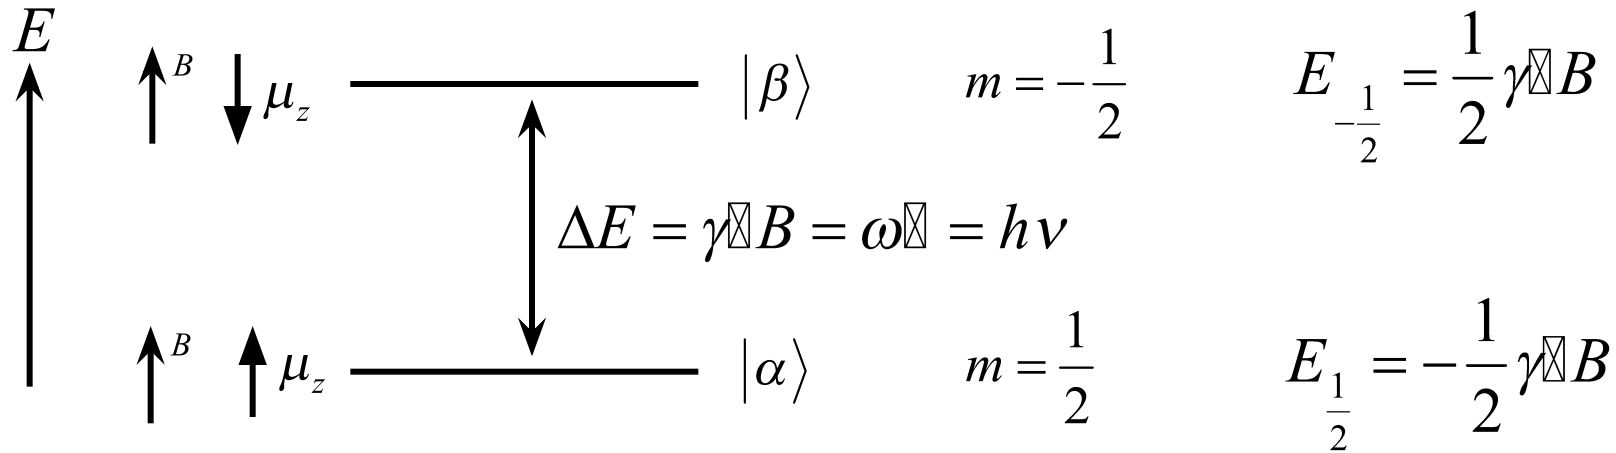 E
B μz |β⟩ m = -1/2 E-1/2 = 1/2 γ▯B
ΔE = γ▯B = ω▯ = hν
B μz |α⟩ m = 1/2 E1/2 = -1/2 γ▯B